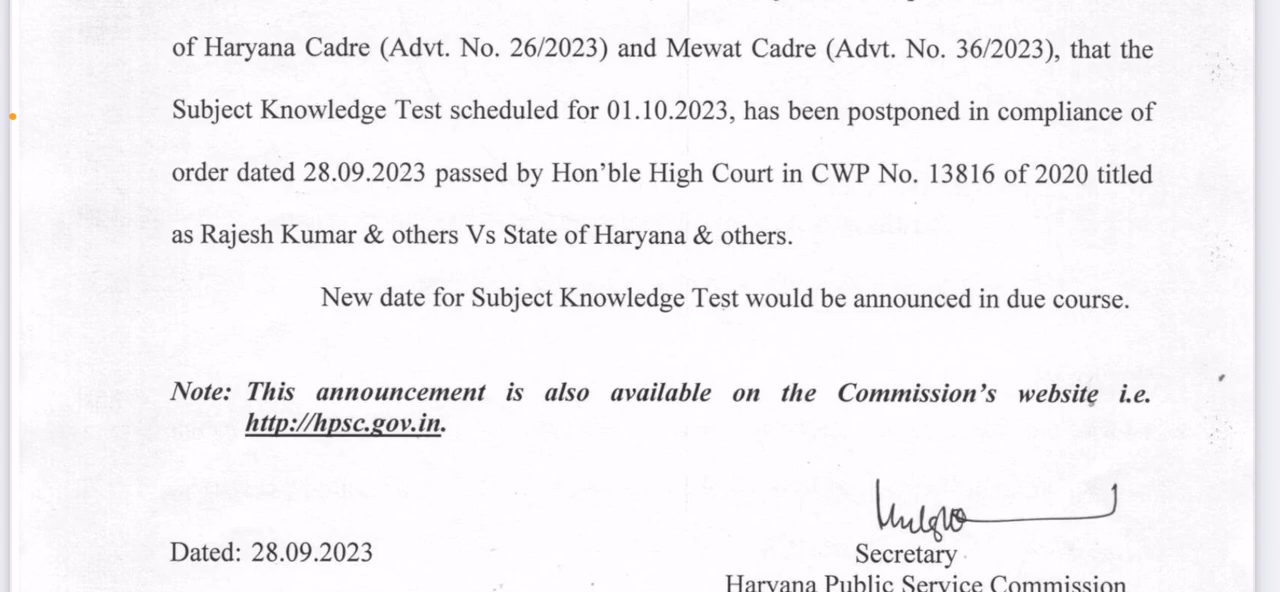 of Haryana Cadre (Advt. No. 26/2023) and Mewat Cadre (Advt. No. 36/2023), that the
Subject Knowledge Test scheduled for 01.10.2023, has been postponed in compliance of
order dated 28.09.2023 passed by Hon’ble High Court in CWP No. 13816 of 2020 titled
as Rajesh Kumar & others Vs State of Haryana & others.
New date for Subject Knowledge Test would be announced in due course.
Note: This announcement is also available on the Commission’s website i.e.
http://hpsc.gov.in.
Dated: 28.09.2023
Secretary
Haryana Public Service Commission